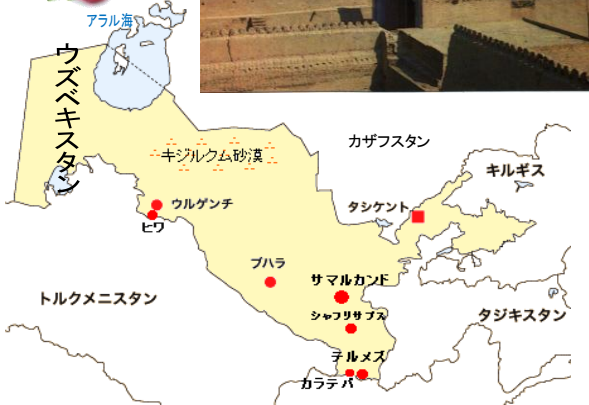 アラル海
ウズベキスタン
カザフスタン
キジルクム砂漠
キルギス
ウルゲンチ
タシケント
ヒワ
ブハラ
サマルカンド
トルクメニスタン
シャフリサブス
タジキスタン
テルメズ
カラテパ